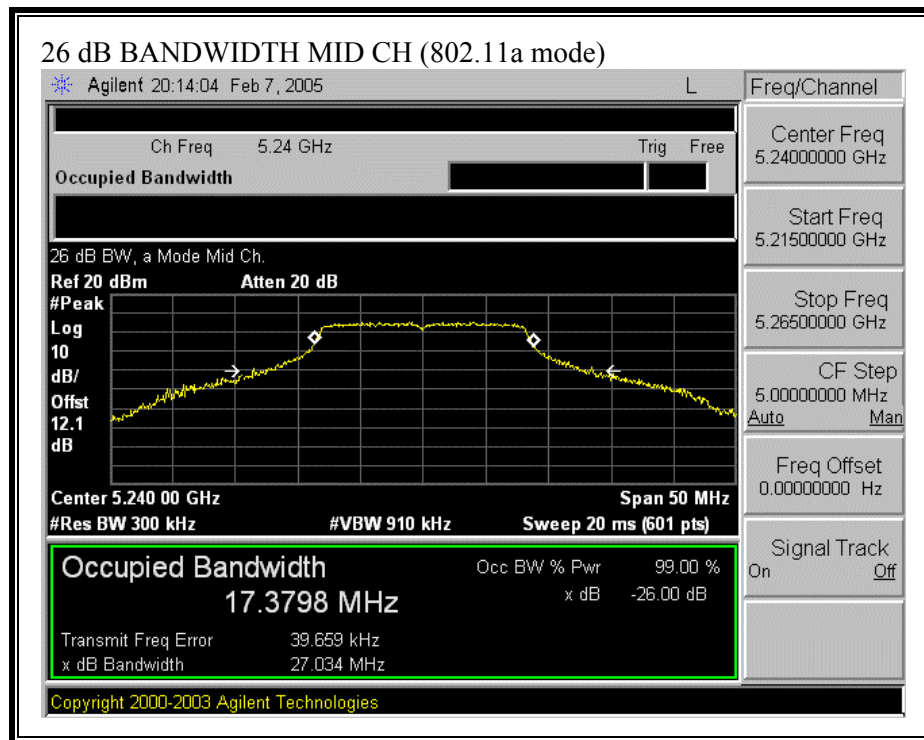 26 dB BANDWIDTH MID CH (802.11a mode)
Agilent 20:14:04 Feb 7, 2005 L
Freq/Channel
Ch Freq 5.24 GHz Trig Free
Occupied Bandwidth
Center Freq
5.24000000 GHz
Start Freq
5.21500000 GHz
Stop Freq
5.26500000 GHz
CF Step
5.00000000 MHz
Auto Man
Freq Offset
0.00000000 Hz
Signal Track
On Off
26 dB BW, a Mode Mid Ch.
Ref 20 dBm Atten 20 dB
#Peak
Log
10
dB/
Offst
12.1
dB
Center 5.240 00 GHz Span 50 MHz
#Res BW 300 kHz #VBW 910 kHz Sweep 20 ms (601 pts)
Occupied Bandwidth Occ BW % Pwr 99.00 %
17.3798 MHz x dB -26.00 dB
Transmit Freq Error 39.659 kHz
x dB Bandwidth 27.034 MHz
Copyright 2000-2003 Agilent Technologies